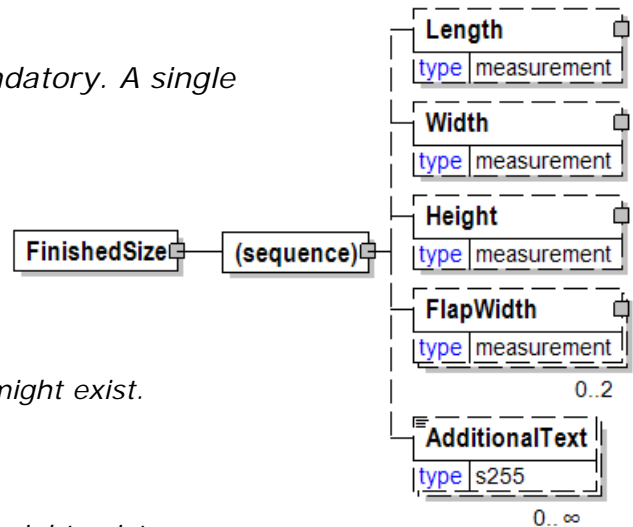 Length
type measurement
ndatory. A single
Width
type measurement
Height
type measurement
FinishedSize (sequence)
FlapWidth
type measurement
0..2
might exist.
AdditionalText
type s255
0..∞